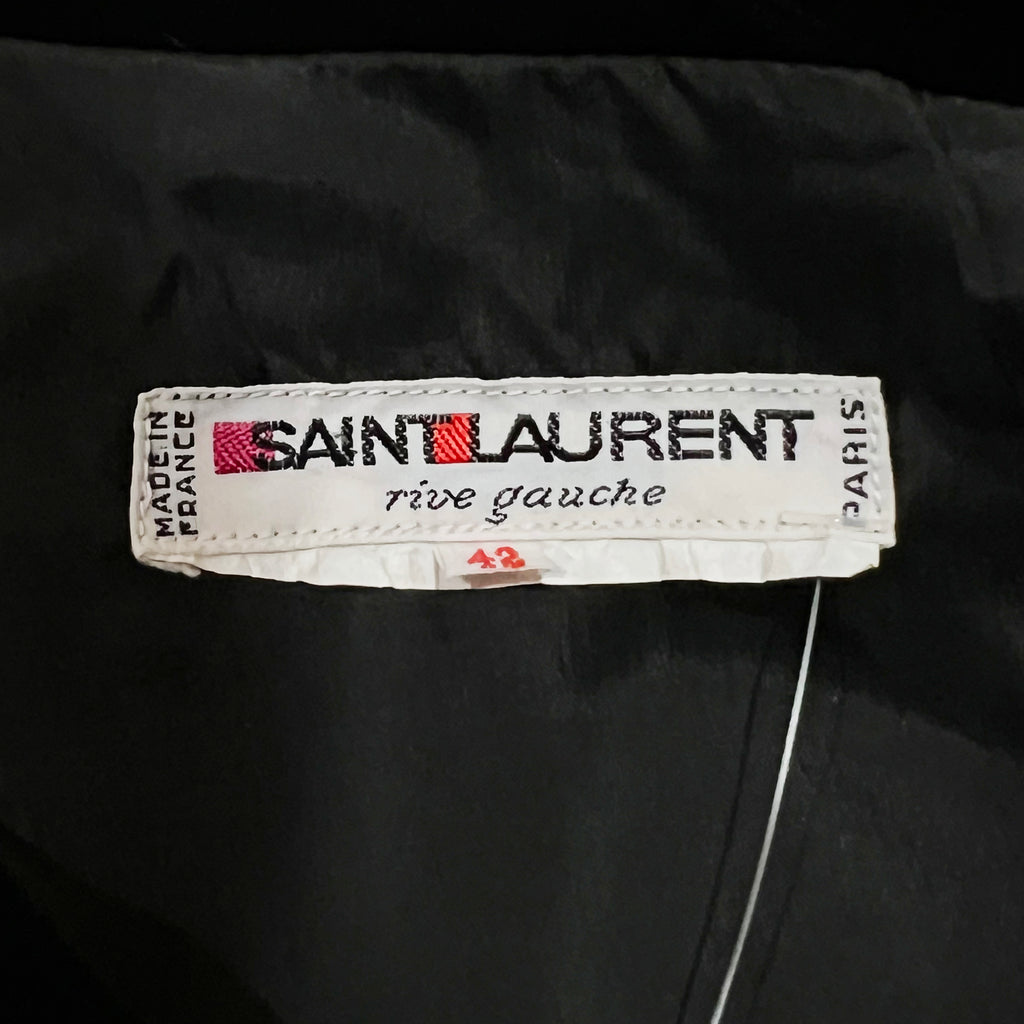 MADE IN
FRANCE
SAINT LAURENT
rive gauche
PARIS
42